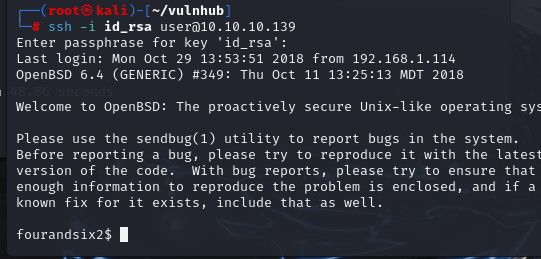 ┌──(root㉿kali)-[~/vulnhub]
└─# ssh -i id_rsa user@10.10.10.139
Enter passphrase for key 'id_rsa':
Last login: Mon Oct 29 13:53:51 2018 from 192.168.1.114
OpenBSD 6.4 (GENERIC) #349: Thu Oct 11 13:25:13 MDT 2018
Welcome to OpenBSD: The proactively secure Unix-like operating sys
Please use the sendbug(1) utility to report bugs in the system.
Before reporting a bug, please try to reproduce it with the latest
version of the code.  With bug reports, please try to ensure that
enough information to reproduce the problem is enclosed, and if a
known fix for it exists, include that as well.
fourandsix2$